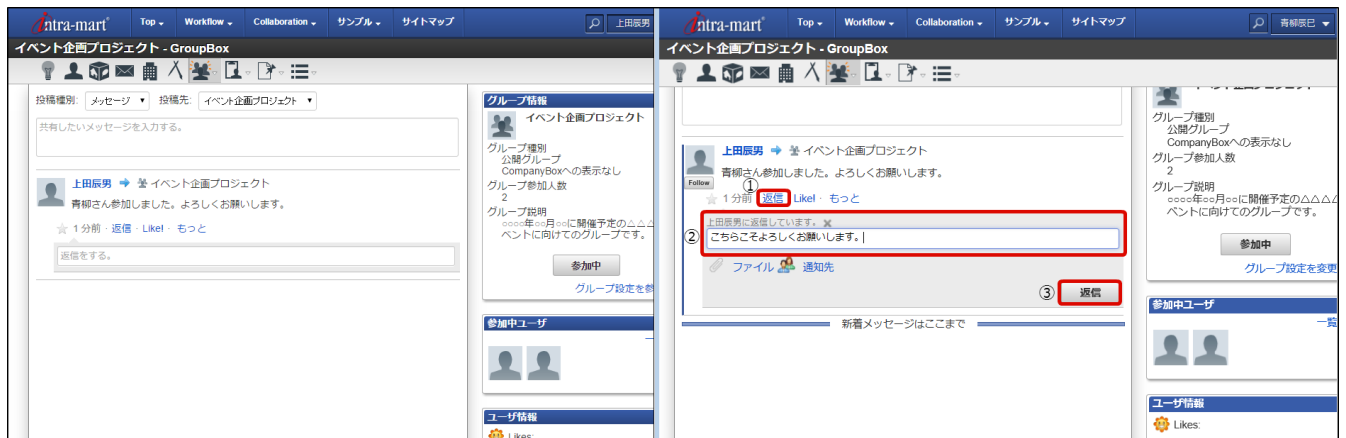 intra-mart Top Workflow Collaboration サンプル サイトマップ 上田辰男
イベント企画プロジェクト - GroupBox
投稿種別: メッセージ 投稿先: イベント企画プロジェクト
共有したいメッセージを入力する。
上田辰男 イベント企画プロジェクト
青柳さん参加しました。よろしくお願いします。
1 分前 · 返信 · Like! · もっと
返信をする。
グループ情報
イベント企画プロジェクト
グループ種別
公開グループ
CompanyBoxへの表示なし
グループ参加人数
2
グループ説明
○○○○年○○月○○に開催予定の△△△
ベントに向けてのグループです。
参加中
グループ設定を参
参加中ユーザ
ユーザ情報
Likes:
intra-mart Top Workflow Collaboration サンプル サイトマップ 青柳辰巳
イベント企画プロジェクト - GroupBox
上田辰男 イベント企画プロジェクト
青柳さん参加しました。よろしくお願いします。
Follow
①
1 分前 返信 Like! · もっと
上田辰男に返信しています。
② こちらこそよろしくお願いします。
ファイル 通知先
③ 返信
新着メッセージはここまで
グループ種別
公開グループ
CompanyBoxへの表示なし
グループ参加人数
2
グループ説明
○○○○年○○月○○に開催予定の△△△△
ベントに向けてのグループです。
参加中
グループ設定を変更
参加中ユーザ
一覧
ユーザ情報
Likes: